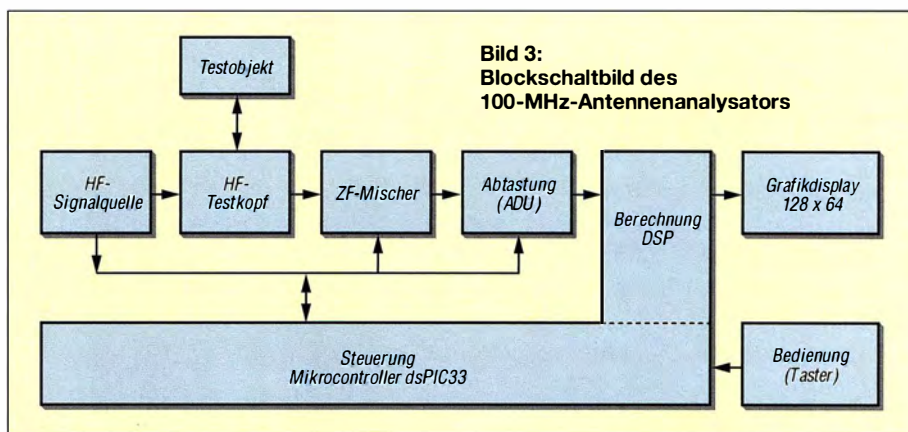 Bild 3:
Blockschaltbild des
100-MHz-Antennenanalysators
Testobjekt
HF-
Signalquelle
HF-
Testkopf
ZF-Mischer
Abtastung
(ADU)
Berechnung
DSP
Grafikdisplay
128 x 64
Steuerung
Mikrocontroller dsPIC33
Bedienung
(Taster)